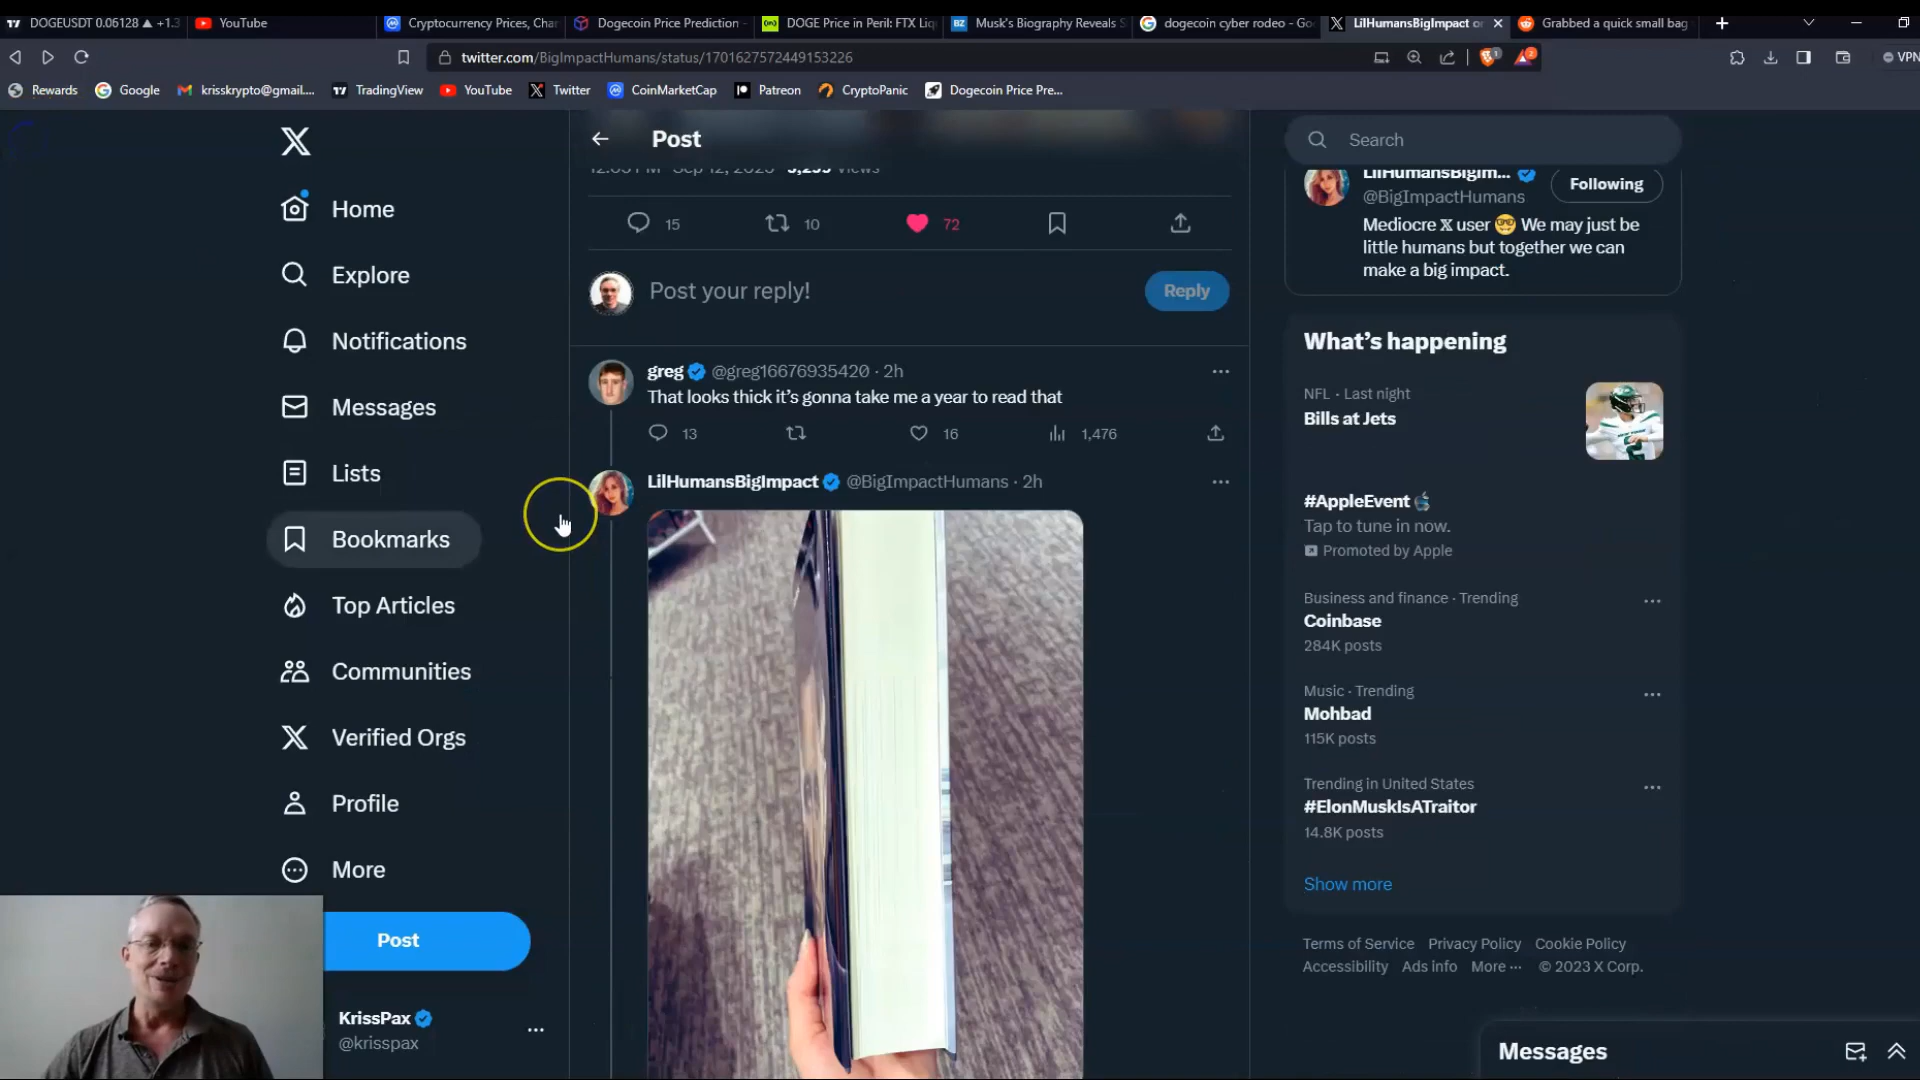 DOGEUSDT 0.06128 ▲ +1.3
YouTube
Cryptocurrency Prices, Char
Dogecoin Price Prediction -
DOGE Price in Peril: FTX Liq
Musk's Biography Reveals S
dogecoin cyber rodeo - Go
LilHumansBigImpact o
Grabbed a quick small bag
twitter.com/BigImpactHumans/status/1701627572449153226
VPN
Rewards
Google
krisskrypto@gmail....
TradingView
YouTube
Twitter
CoinMarketCap
Patreon
CryptoPanic
Dogecoin Price Pre...
Home
Explore
Notifications
Messages
Lists
Bookmarks
Top Articles
Communities
Verified Orgs
Profile
More
Post
KrissPax
@krisspax
Post
Sep 12, 2023 Views
15
10
72
Post your reply!
Reply
greg @greg16676935420 · 2h
That looks thick it's gonna take me a year to read that
13
16
1,476
LilHumansBigImpact @BigImpactHumans · 2h
Search
LilHumansBigIm...
@BigImpactHumans
Following
Mediocre 𝕏 user 🤓 We may just be
little humans but together we can
make a big impact.
What's happening
NFL · Last night
Bills at Jets
#AppleEvent
Tap to tune in now.
Promoted by Apple
Business and finance · Trending
Coinbase
284K posts
Music · Trending
Mohbad
115K posts
Trending in United States
#ElonMuskIsATraitor
14.8K posts
Show more
Terms of Service Privacy Policy Cookie Policy
Accessibility Ads info More ··· © 2023 X Corp.
Messages